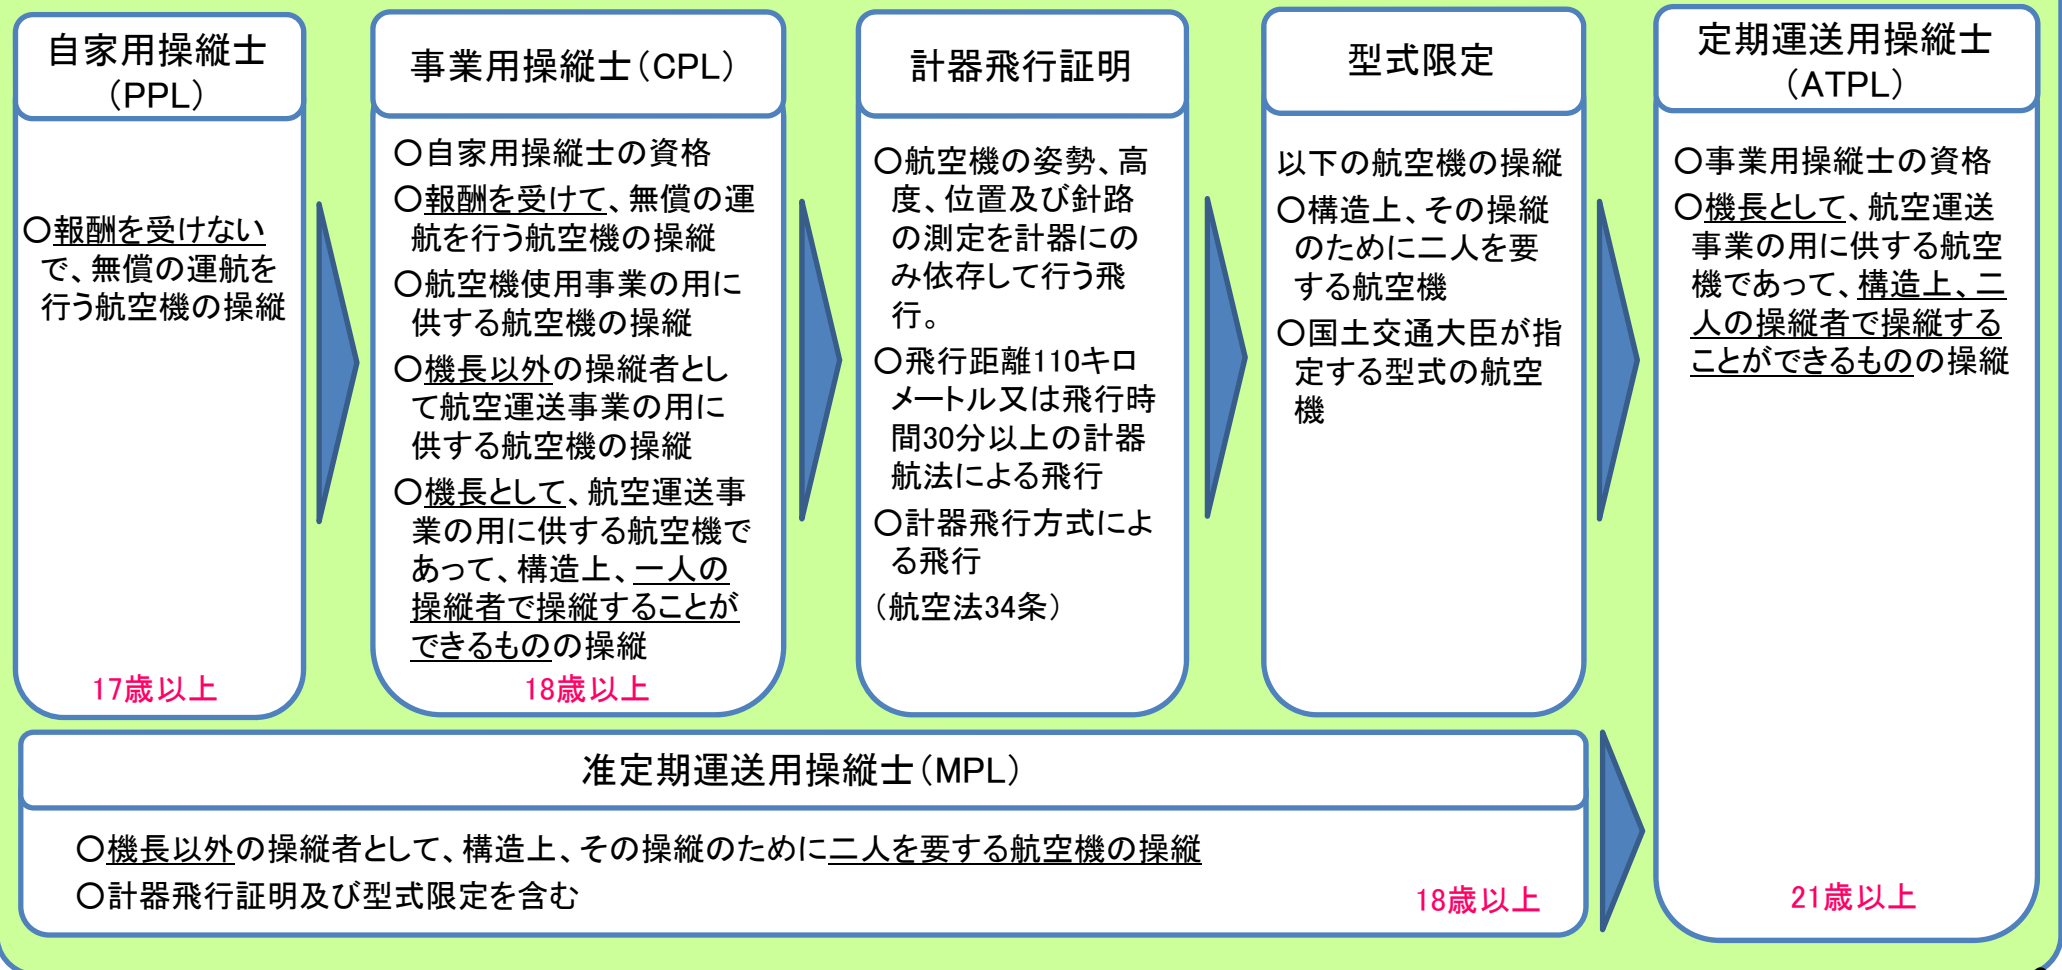 自家用操縦士
(PPL)
○報酬を受けない
で、無償の運航を
行う航空機の操縦
17歳以上
事業用操縦士(CPL)
○自家用操縦士の資格
○報酬を受けて、無償の運
航を行う航空機の操縦
○航空機使用事業の用に
供する航空機の操縦
○機長以外の操縦者とし
て航空運送事業の用に
供する航空機の操縦
○機長として、航空運送事
業の用に供する航空機で
あって、構造上、一人の
操縦者で操縦することが
できるものの操縦
18歳以上
計器飛行証明
○航空機の姿勢、高
度、位置及び針路
の測定を計器にの
み依存して行う飛
行。
○飛行距離110キロ
メートル又は飛行時
間30分以上の計器
航法による飛行
○計器飛行方式によ
る飛行
(航空法34条)
型式限定
以下の航空機の操縦
○構造上、その操縦
のために二人を要
する航空機
○国土交通大臣が指
定する型式の航空
機
定期運送用操縦士
(ATPL)
○事業用操縦士の資格
○機長として、航空運送
事業の用に供する航空
機であって、構造上、二
人の操縦者で操縦する
ことができるものの操縦
21歳以上
准定期運送用操縦士(MPL)
○機長以外の操縦者として、構造上、その操縦のために二人を要する航空機の操縦
○計器飛行証明及び型式限定を含む
18歳以上